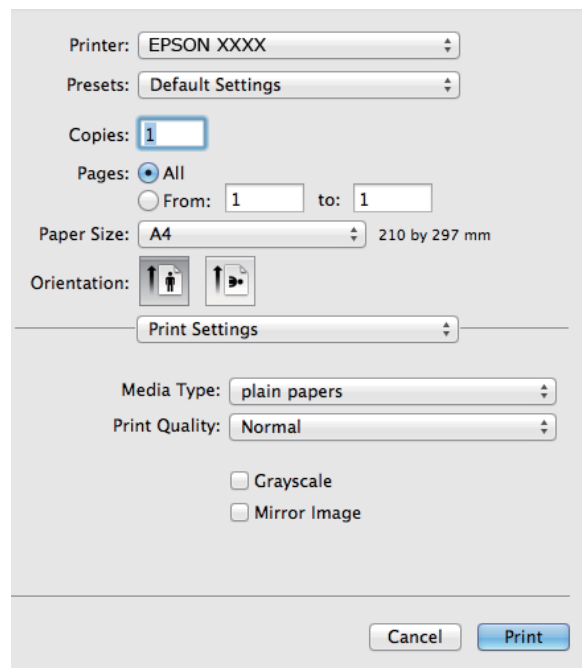 Printer: EPSON XXXX
Presets: Default Settings
Copies: 1
Pages: All
From: 1 to: 1
Paper Size: A4 210 by 297 mm
Orientation:
Print Settings
Media Type: plain papers
Print Quality: Normal
Grayscale
Mirror Image
Cancel Print